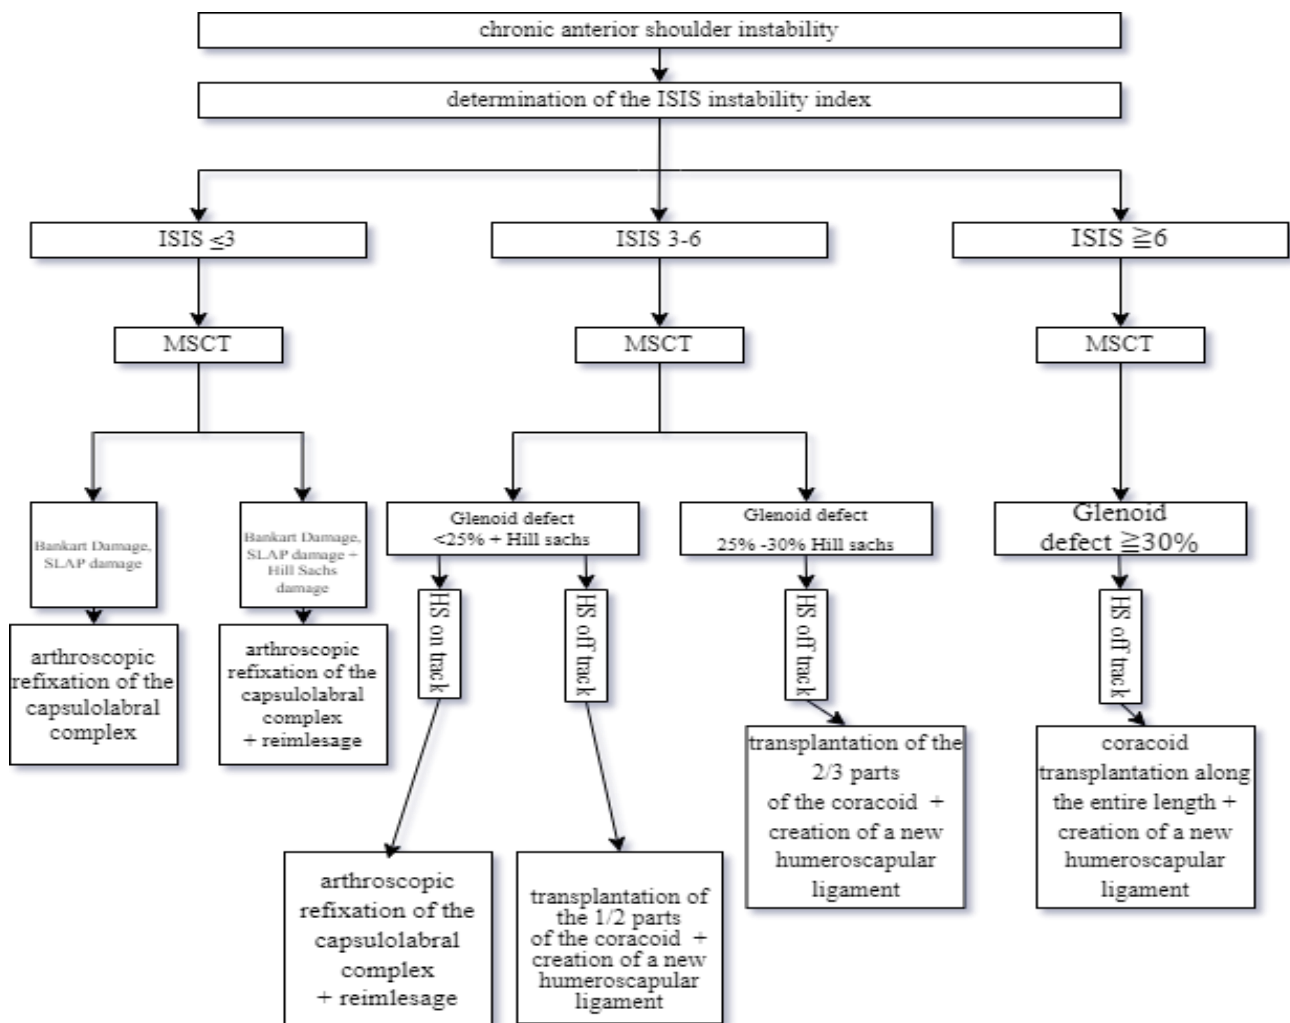 chronic anterior shoulder instability
determination of the ISIS instability index
ISIS ≤3
ISIS 3-6
ISIS ≧6
MSCT
MSCT
MSCT
Bankart Damage,
SLAP damage
Bankart Damage,
SLAP damage +
Hill Sachs
damage
Glenoid defect
<25% + Hill sachs
Glenoid defect
25% -30% Hill sachs
Glenoid
defect ≧30%
HS on track
HS off track
HS off track
HS off track
arthroscopic
refixation of the
capsulolabral
complex
arthroscopic
refixation of the
capsulolabral
complex
+ reimlesage
arthroscopic
refixation of the
capsulolabral
complex
+ reimlesage
transplantation of
the 1/2 parts
of the coracoid +
creation of a new
humeroscapular
ligament
transplantation of the
2/3 parts
of the coracoid +
creation of a new
humeroscapular
ligament
coracoid
transplantation along
the entire length +
creation of a new
humeroscapular
ligament